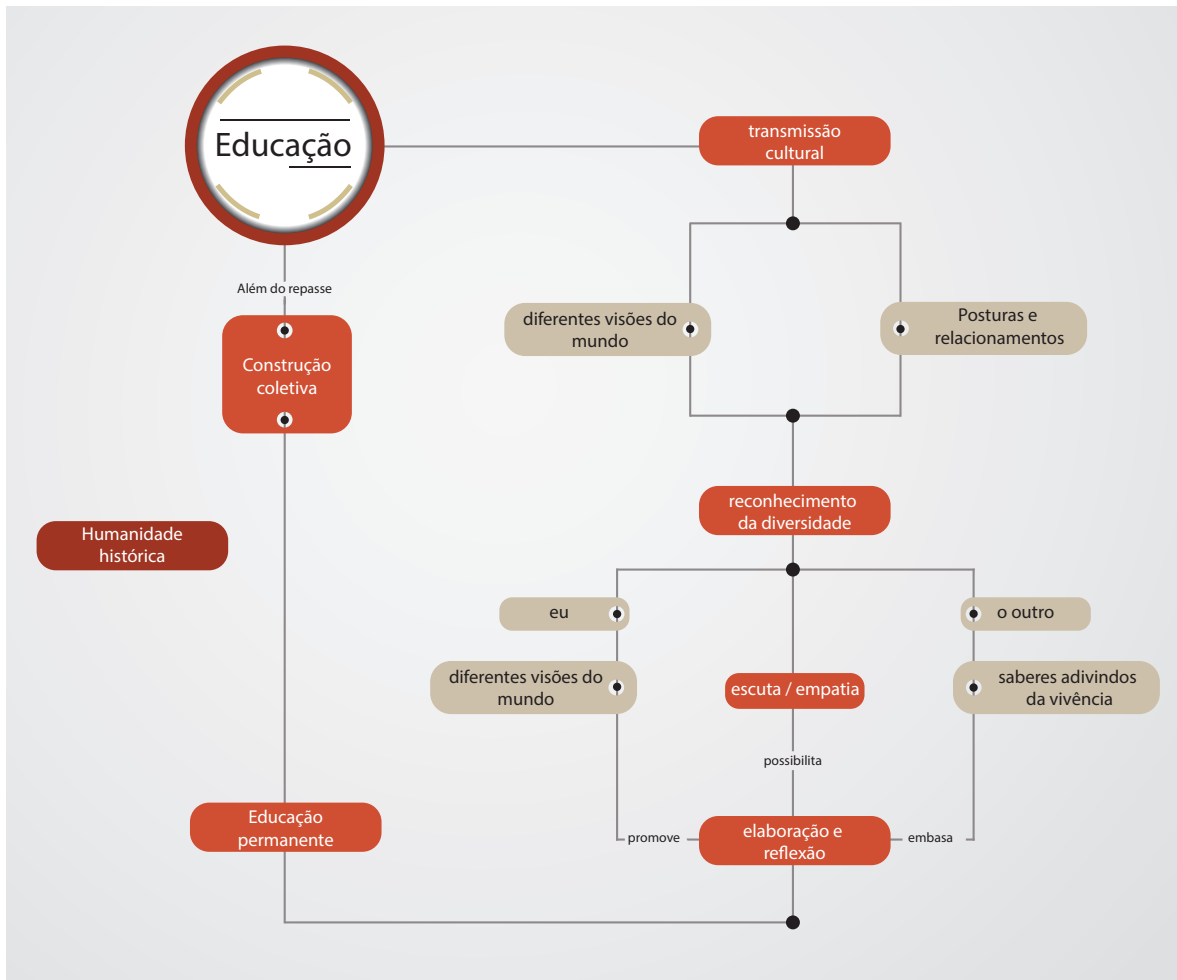 Educação
transmissão
cultural
Além do repasse
diferentes visões do
mundo
Posturas e
relacionamentos
Construção
coletiva
reconhecimento
da diversidade
Humanidade
histórica
eu
o outro
diferentes visões do
mundo
escuta / empatia
saberes adivindos
da vivência
possibilita
Educação
permanente
promove
elaboração e
reflexão
embasa